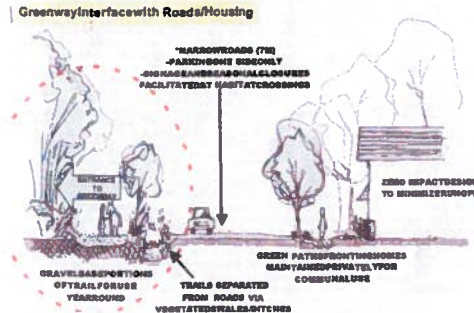 Greenway Interface with Roads/Housing
*NARROW ROADS (7M)
-PARKING ONE SIDE ONLY
-SIGNAGE AND SEASONAL CLOSURES
FACILITATED AT HABITAT CROSSINGS
ENTRANCE
TO
ZERO IMPACT DESIGN
TO MINIMIZE RUNOFF
GRAVEL BASE PORTIONS
OF TRAIL FOR USE
YEAR ROUND
TRAILS SEPARATED
FROM ROADS VIA
VEGETATED SWALES/DITCHES
GREEN PATHS FRONTING HOMES
MAINTAINED PRIVATELY FOR
COMMUNAL USE